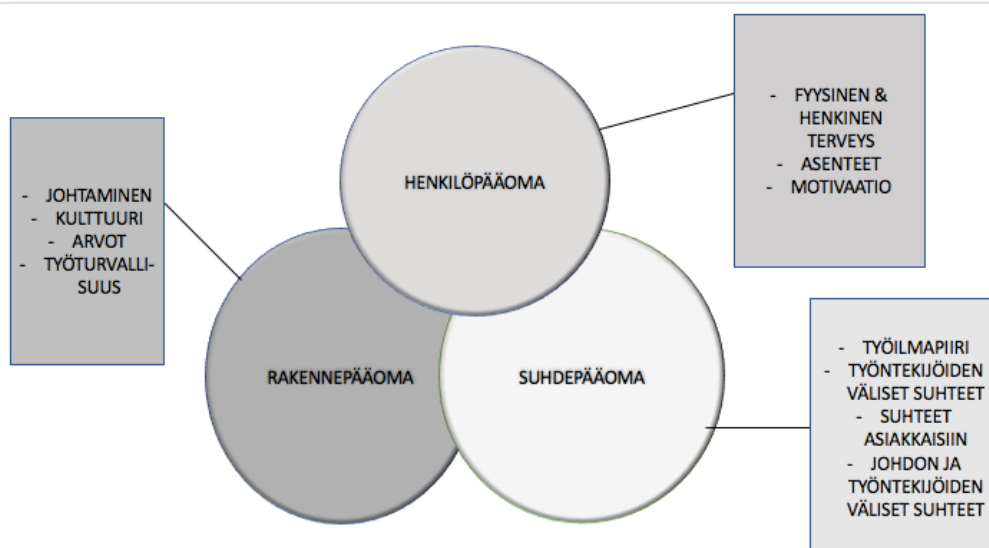 HENKILÖPÄÄOMA
- FYYSINEN &
HENKINEN
TERVEYS
- ASENTEET
- MOTIVAATIO
- JOHTAMINEN
- KULTTUURI
- ARVOT
- TYÖTURVALLI-
SUUS
RAKENNEPÄÄOMA
SUHDEPÄÄOMA
- TYÖILMAPIIRI
- TYÖNTEKIJÖIDEN
VÄLISET SUHTEET
- SUHTEET
ASIAKKAISIIN
- JOHDON JA
TYÖNTEKIJÖIDEN
VÄLISET SUHTEET